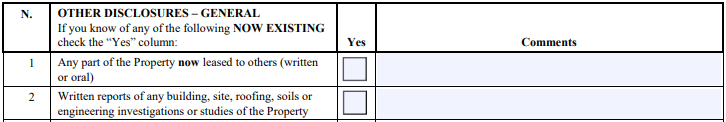 N. OTHER DISCLOSURES – GENERAL
If you know of any of the following NOW EXISTING
check the “Yes” column: Yes Comments
1 Any part of the Property now leased to others (written
or oral)
2 Written reports of any building, site, roofing, soils or
engineering investigations or studies of the Property